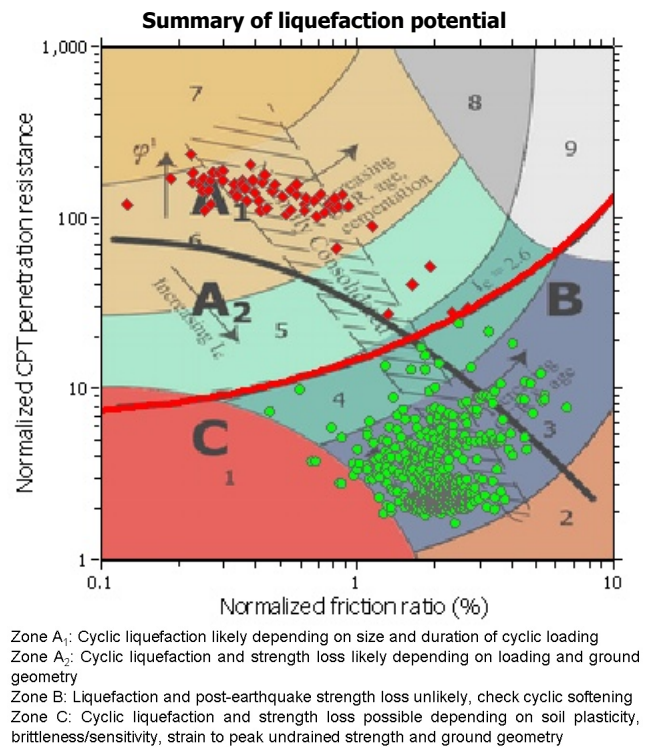 Summary of liquefaction potential
1,000
100
10
1
Normalized CPT penetration resistance
7
8
9
φ'
A1
6
A2
Increasing
5
Consolidated
Increasing
OCR, age,
cementation
Ic = 2.6
B
4
3
C
1
2
0.1
1
10
Normalized friction ratio (%)
Zone A1: Cyclic liquefaction likely depending on size and duration of cyclic loading
Zone A2: Cyclic liquefaction and strength loss likely depending on loading and ground
geometry
Zone B: Liquefaction and post-earthquake strength loss unlikely, check cyclic softening
Zone C: Cyclic liquefaction and strength loss possible depending on soil plasticity,
brittleness/sensitivity, strain to peak undrained strength and ground geometry